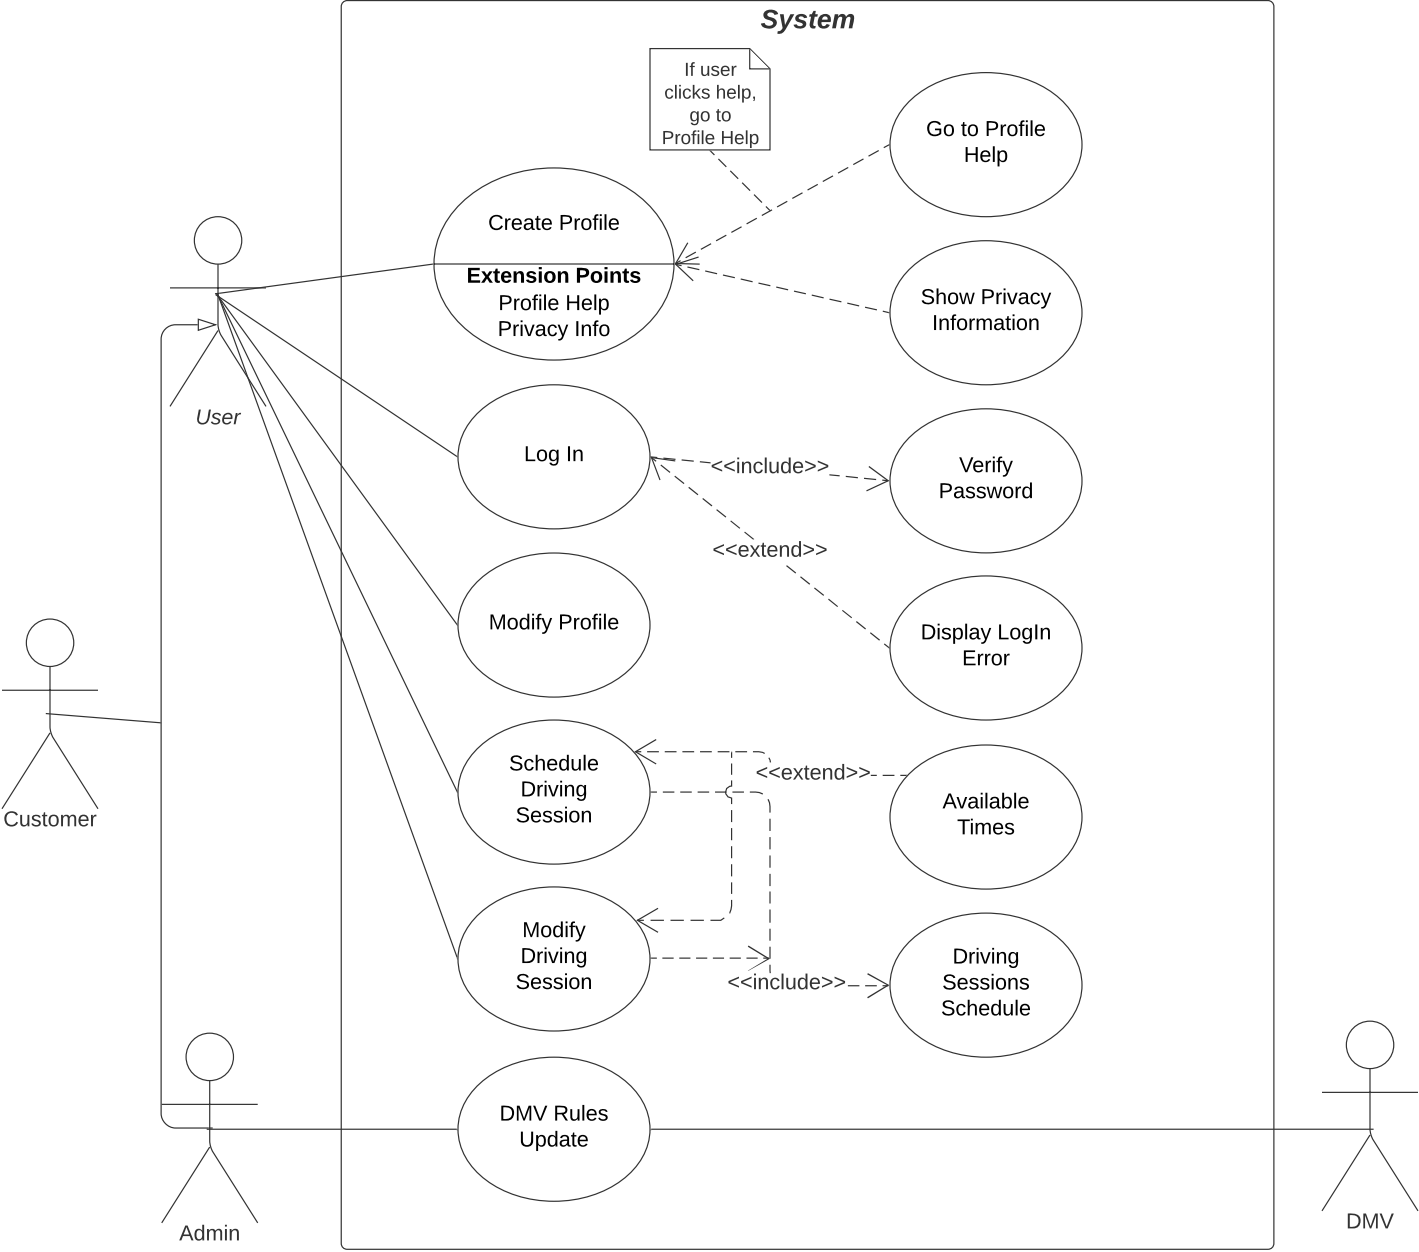 System
If user
clicks help,
go to
Profile Help
Go to Profile
Help
Create Profile
Extension Points
Profile Help
Privacy Info
Show Privacy
Information
User
Log In
<<include>>
Verify
Password
<<extend>>
Modify Profile
Display LogIn
Error
Customer
Schedule
Driving
Session
<<extend>>
Available
Times
Modify
Driving
Session
<<include>>
Driving
Sessions
Schedule
DMV Rules
Update
Admin
DMV